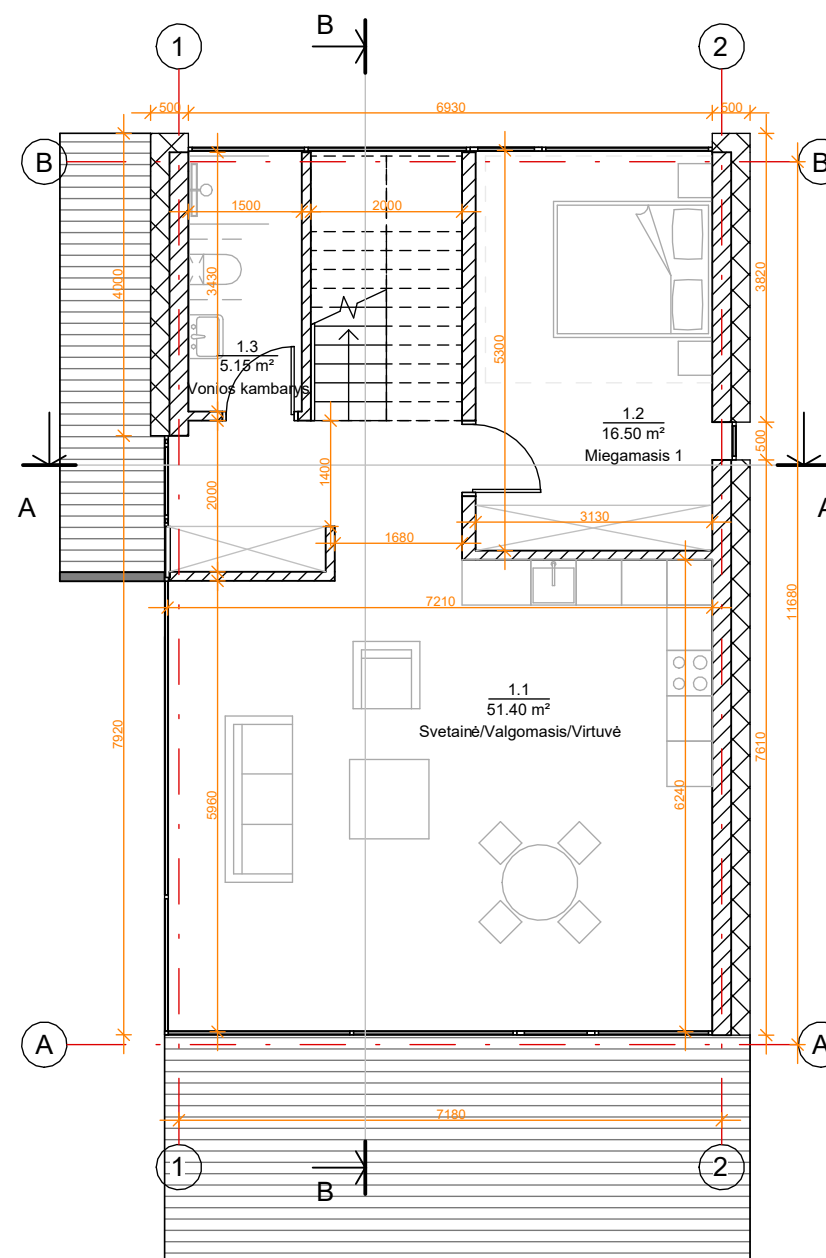 B
1
2
500
6930
500
B
B
1500
2000
4000
3430
3820
5300
1.3
5.15 m²
Vonios kambarys
1.2
16.50 m²
Miegamasis 1
500
A
A
2000
1400
3130
1680
11680
7210
1.1
51.40 m²
Svetainė/Valgomasis/Virtuvė
7920
7610
5960
6240
A
A
7180
1
B
2